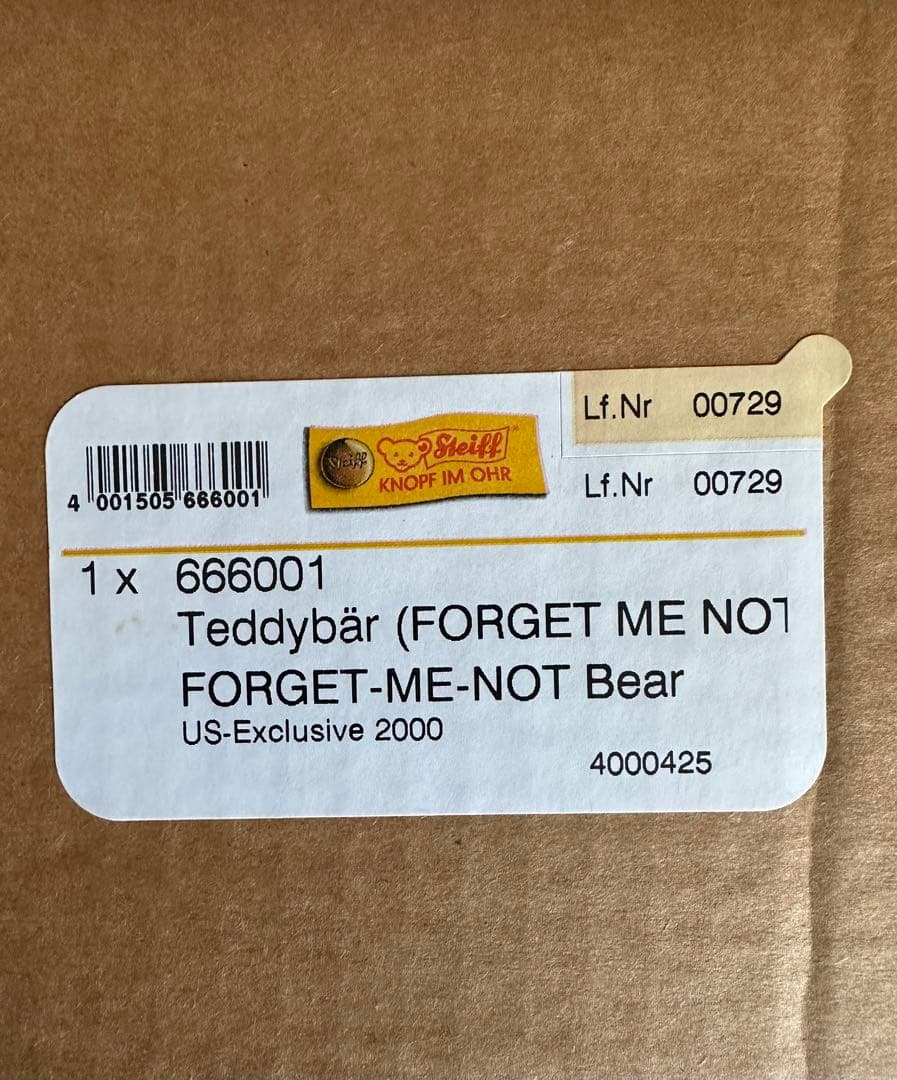 Lf.Nr 00729
4 001505 666001
Steiff
Steiff
KNOPF IM OHR
Lf.Nr 00729
1 x 666001
Teddybär (FORGET ME NOT
FORGET-ME-NOT Bear
US-Exclusive 2000
4000425